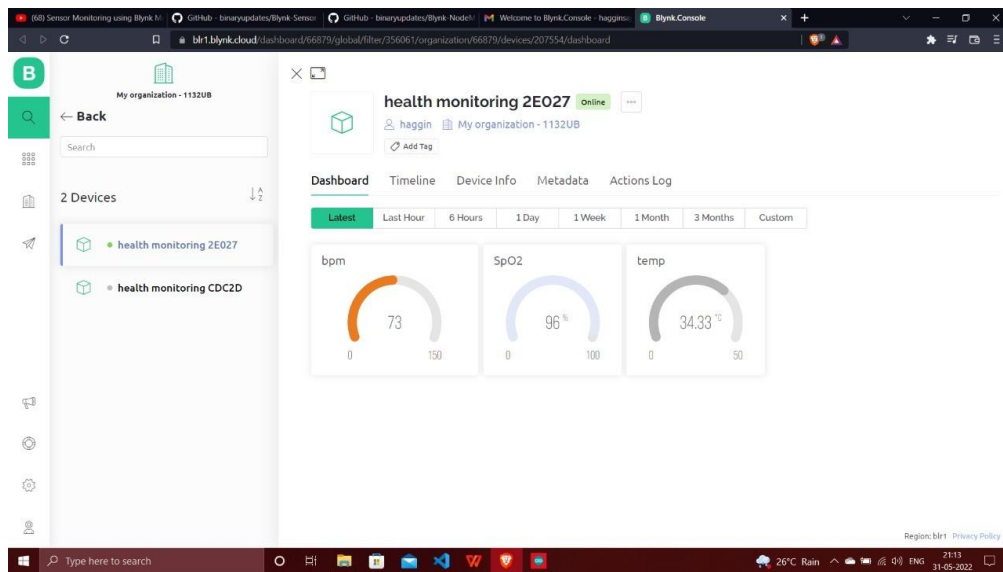 (68) Sensor Monitoring using Blynk M
GitHub - binaryupdates/Blynk-Sensor
GitHub - binaryupdates/Blynk-NodeM
Welcome to Blynk.Console - hagginsa
Blynk.Console
blr1.blynk.cloud/dashboard/66879/global/filter/356061/organization/66879/devices/207554/dashboard
B
My organization - 1132UB
← Back
Search
2 Devices
A
Z
health monitoring 2E027
health monitoring CDC2D
health monitoring 2E027 Online ...
haggin My organization - 1132UB
Add Tag
Dashboard Timeline Device Info Metadata Actions Log
Latest Last Hour 6 Hours 1 Day 1 Week 1 Month 3 Months Custom
bpm
73
0 150
SpO2
96 %
0 100
temp
34.33 °C
0 50
Region: blr1 Privacy Policy
Type here to search
26°C Rain
ENG
21:13
31-05-2022